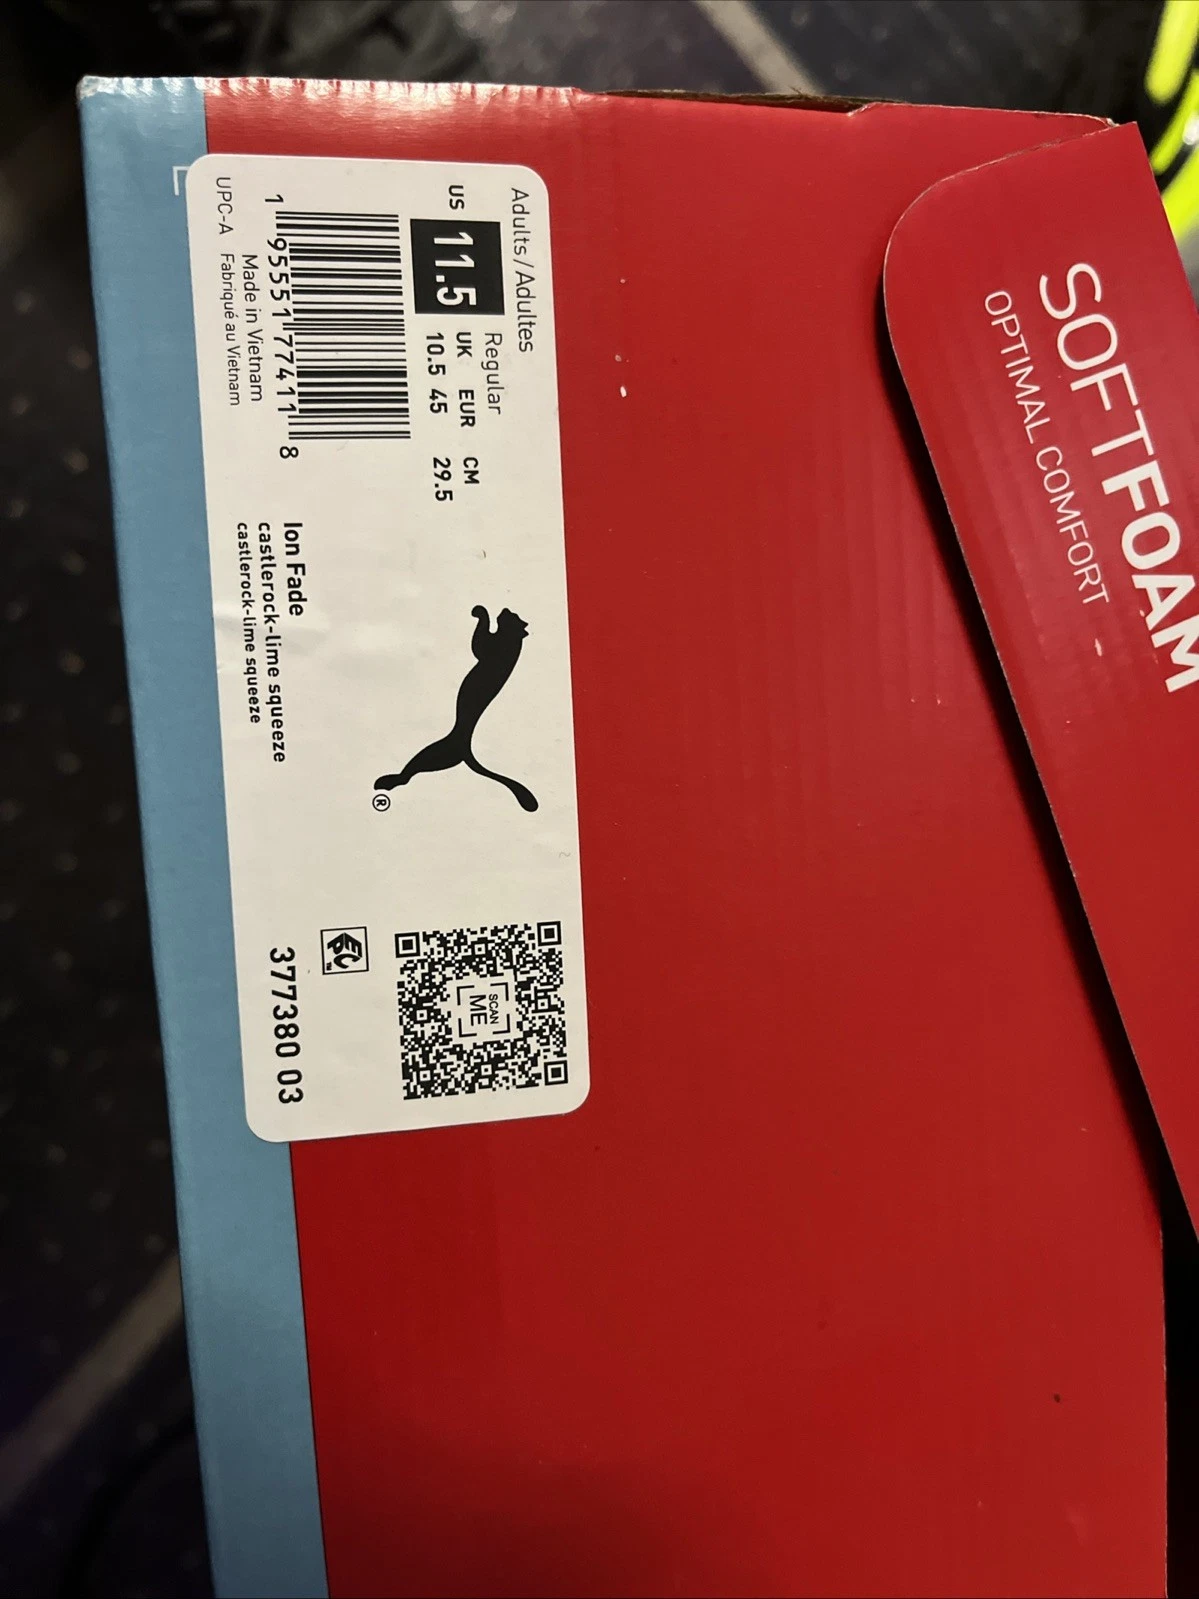 Adults/Adultes
Regular
US 11.5
UK EUR CM
10.5 45 29.5
1 95551 77411 8
UPC-A
Made in Vietnam
Fabriqué au Vietnam
Ion Fade
castlerock-lime squeeze
castlerock-lime squeeze
®
SCAN
ME
EPC™
377380 03
SOFTFOAM
OPTIMAL COMFORT